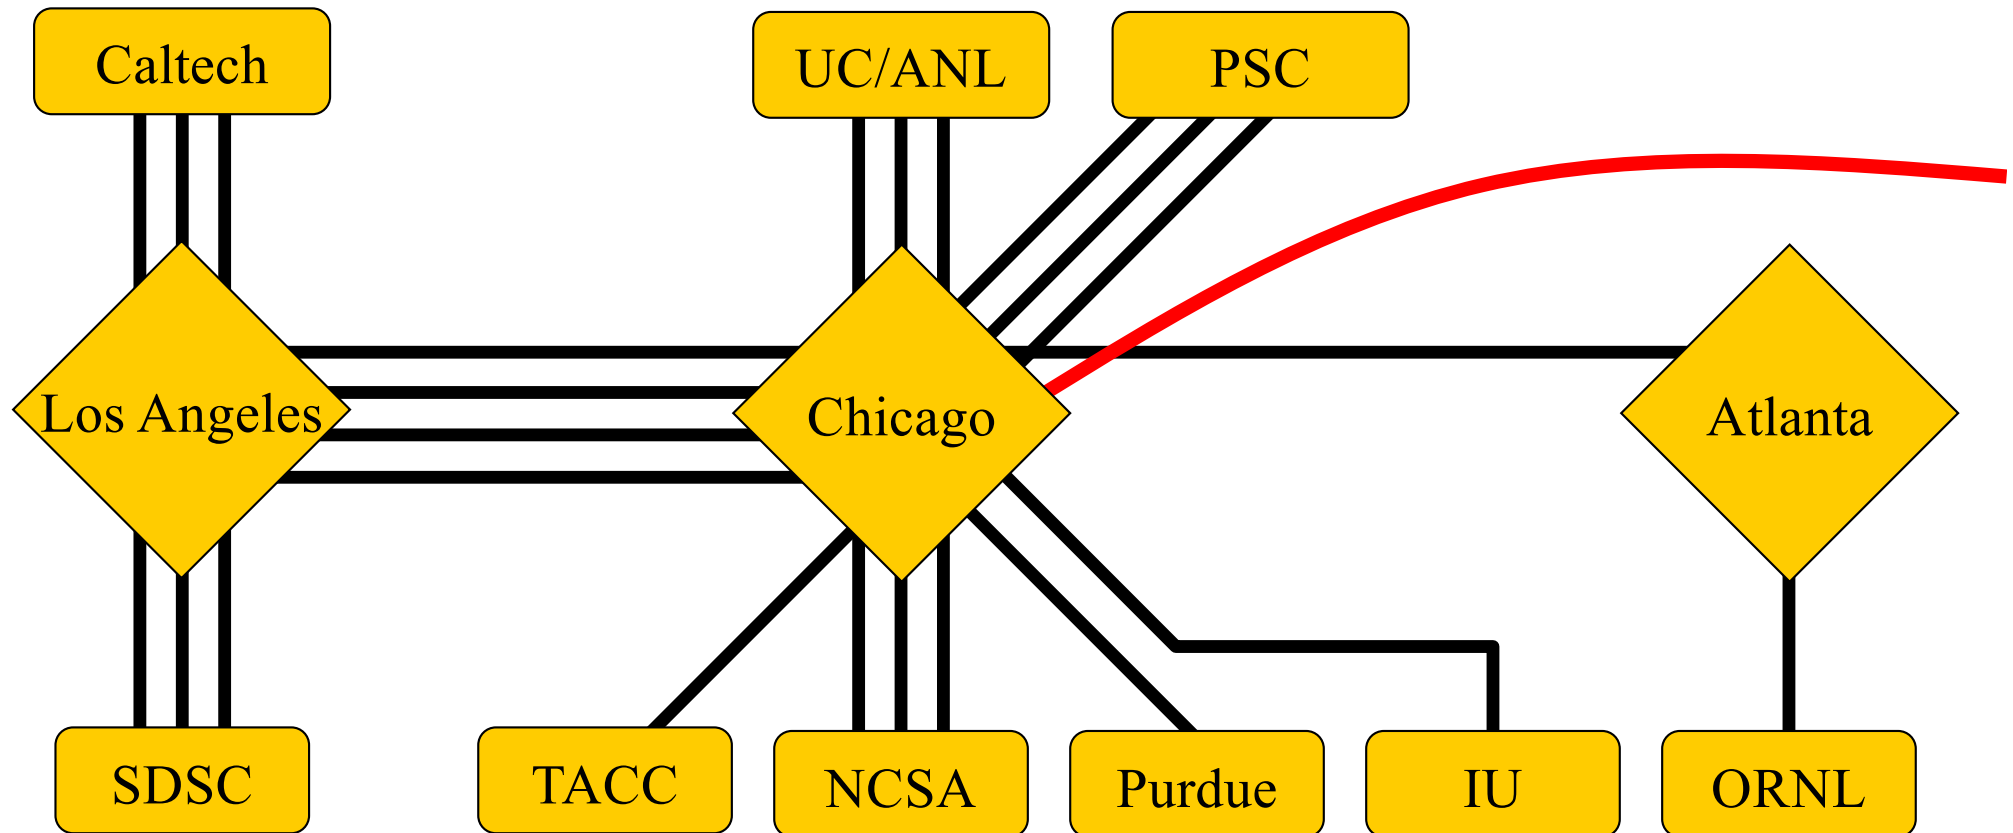 Caltech
UC/ANL
PSC
Los Angeles
Chicago
Atlanta
SDSC
TACC
NCSA
Purdue
IU
ORNL